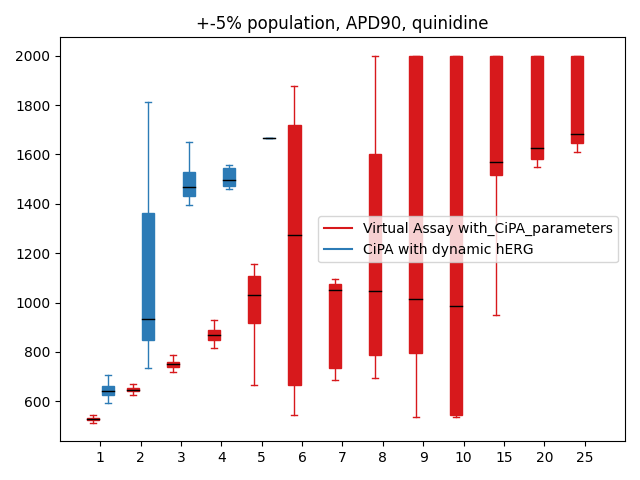 +-5% population, APD90, quinidine
2000
1800
1600
1400
1200
1000
800
600
Virtual Assay with_CiPA_parameters
CiPA with dynamic hERG
1 2 3 4 5 6 7 8 9 10 15 20 25